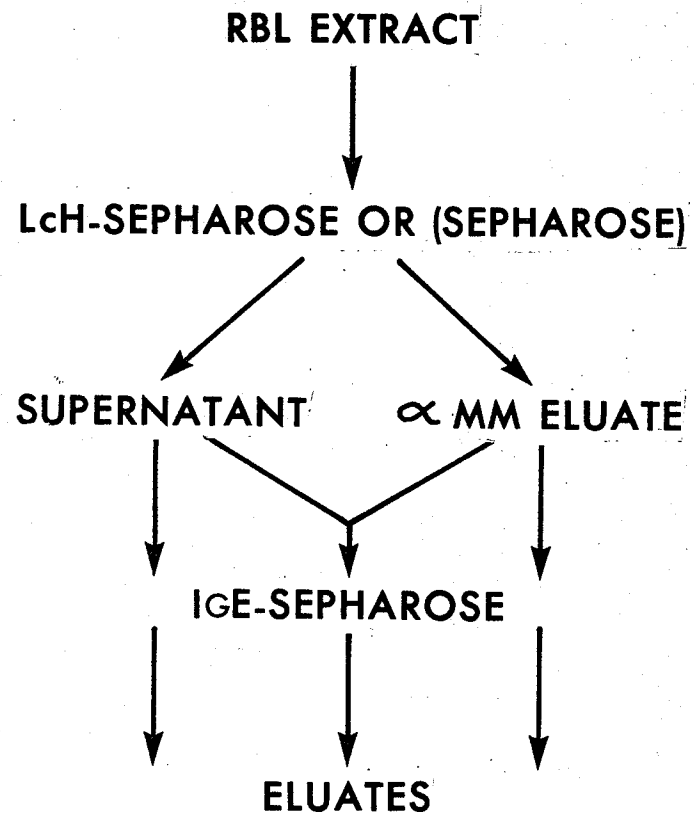 RBL EXTRACT
LcH-SEPHAROSE OR (SEPHAROSE)
SUPERNATANT
∝ MM ELUATE
IGE-SEPHAROSE
ELUATES